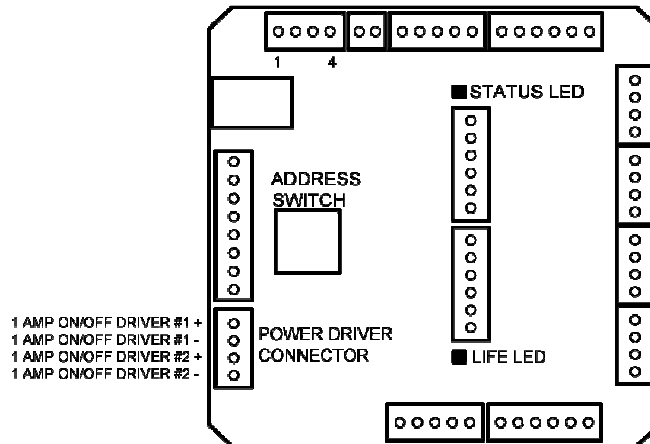 1 4
STATUS LED
ADDRESS
SWITCH
1 AMP ON/OFF DRIVER #1 +
1 AMP ON/OFF DRIVER #1 -
1 AMP ON/OFF DRIVER #2 +
1 AMP ON/OFF DRIVER #2 -
POWER DRIVER
CONNECTOR
LIFE LED